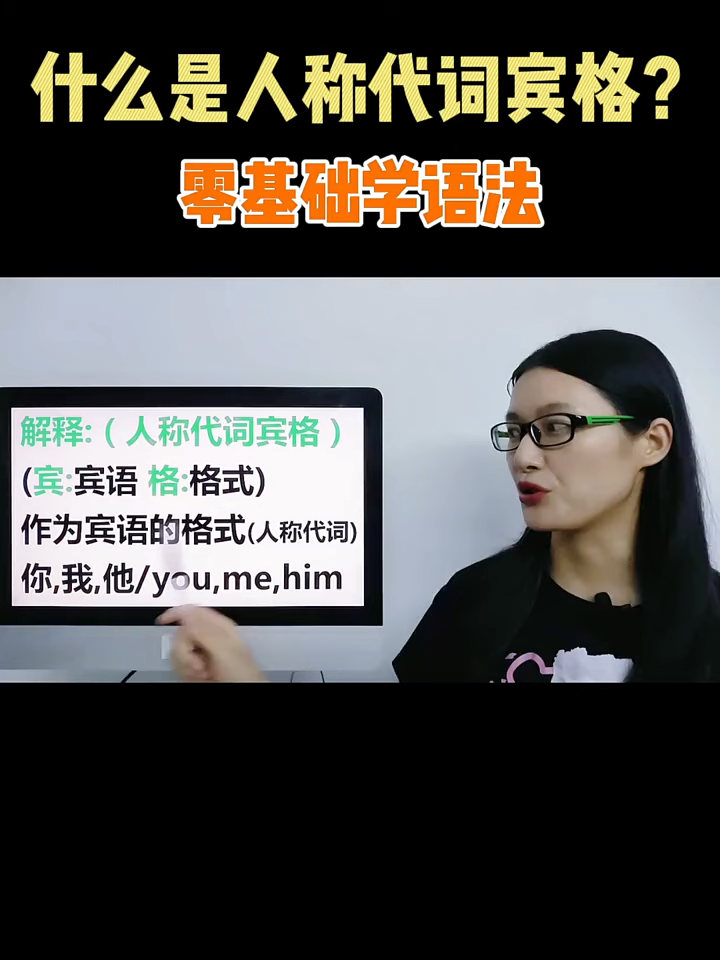 什么是人称代词宾格?
零基础学语法
解释:(人称代词宾格)
(宾:宾语 格:格式)
作为宾语的格式(人称代词)
你,我,他/you,me,him